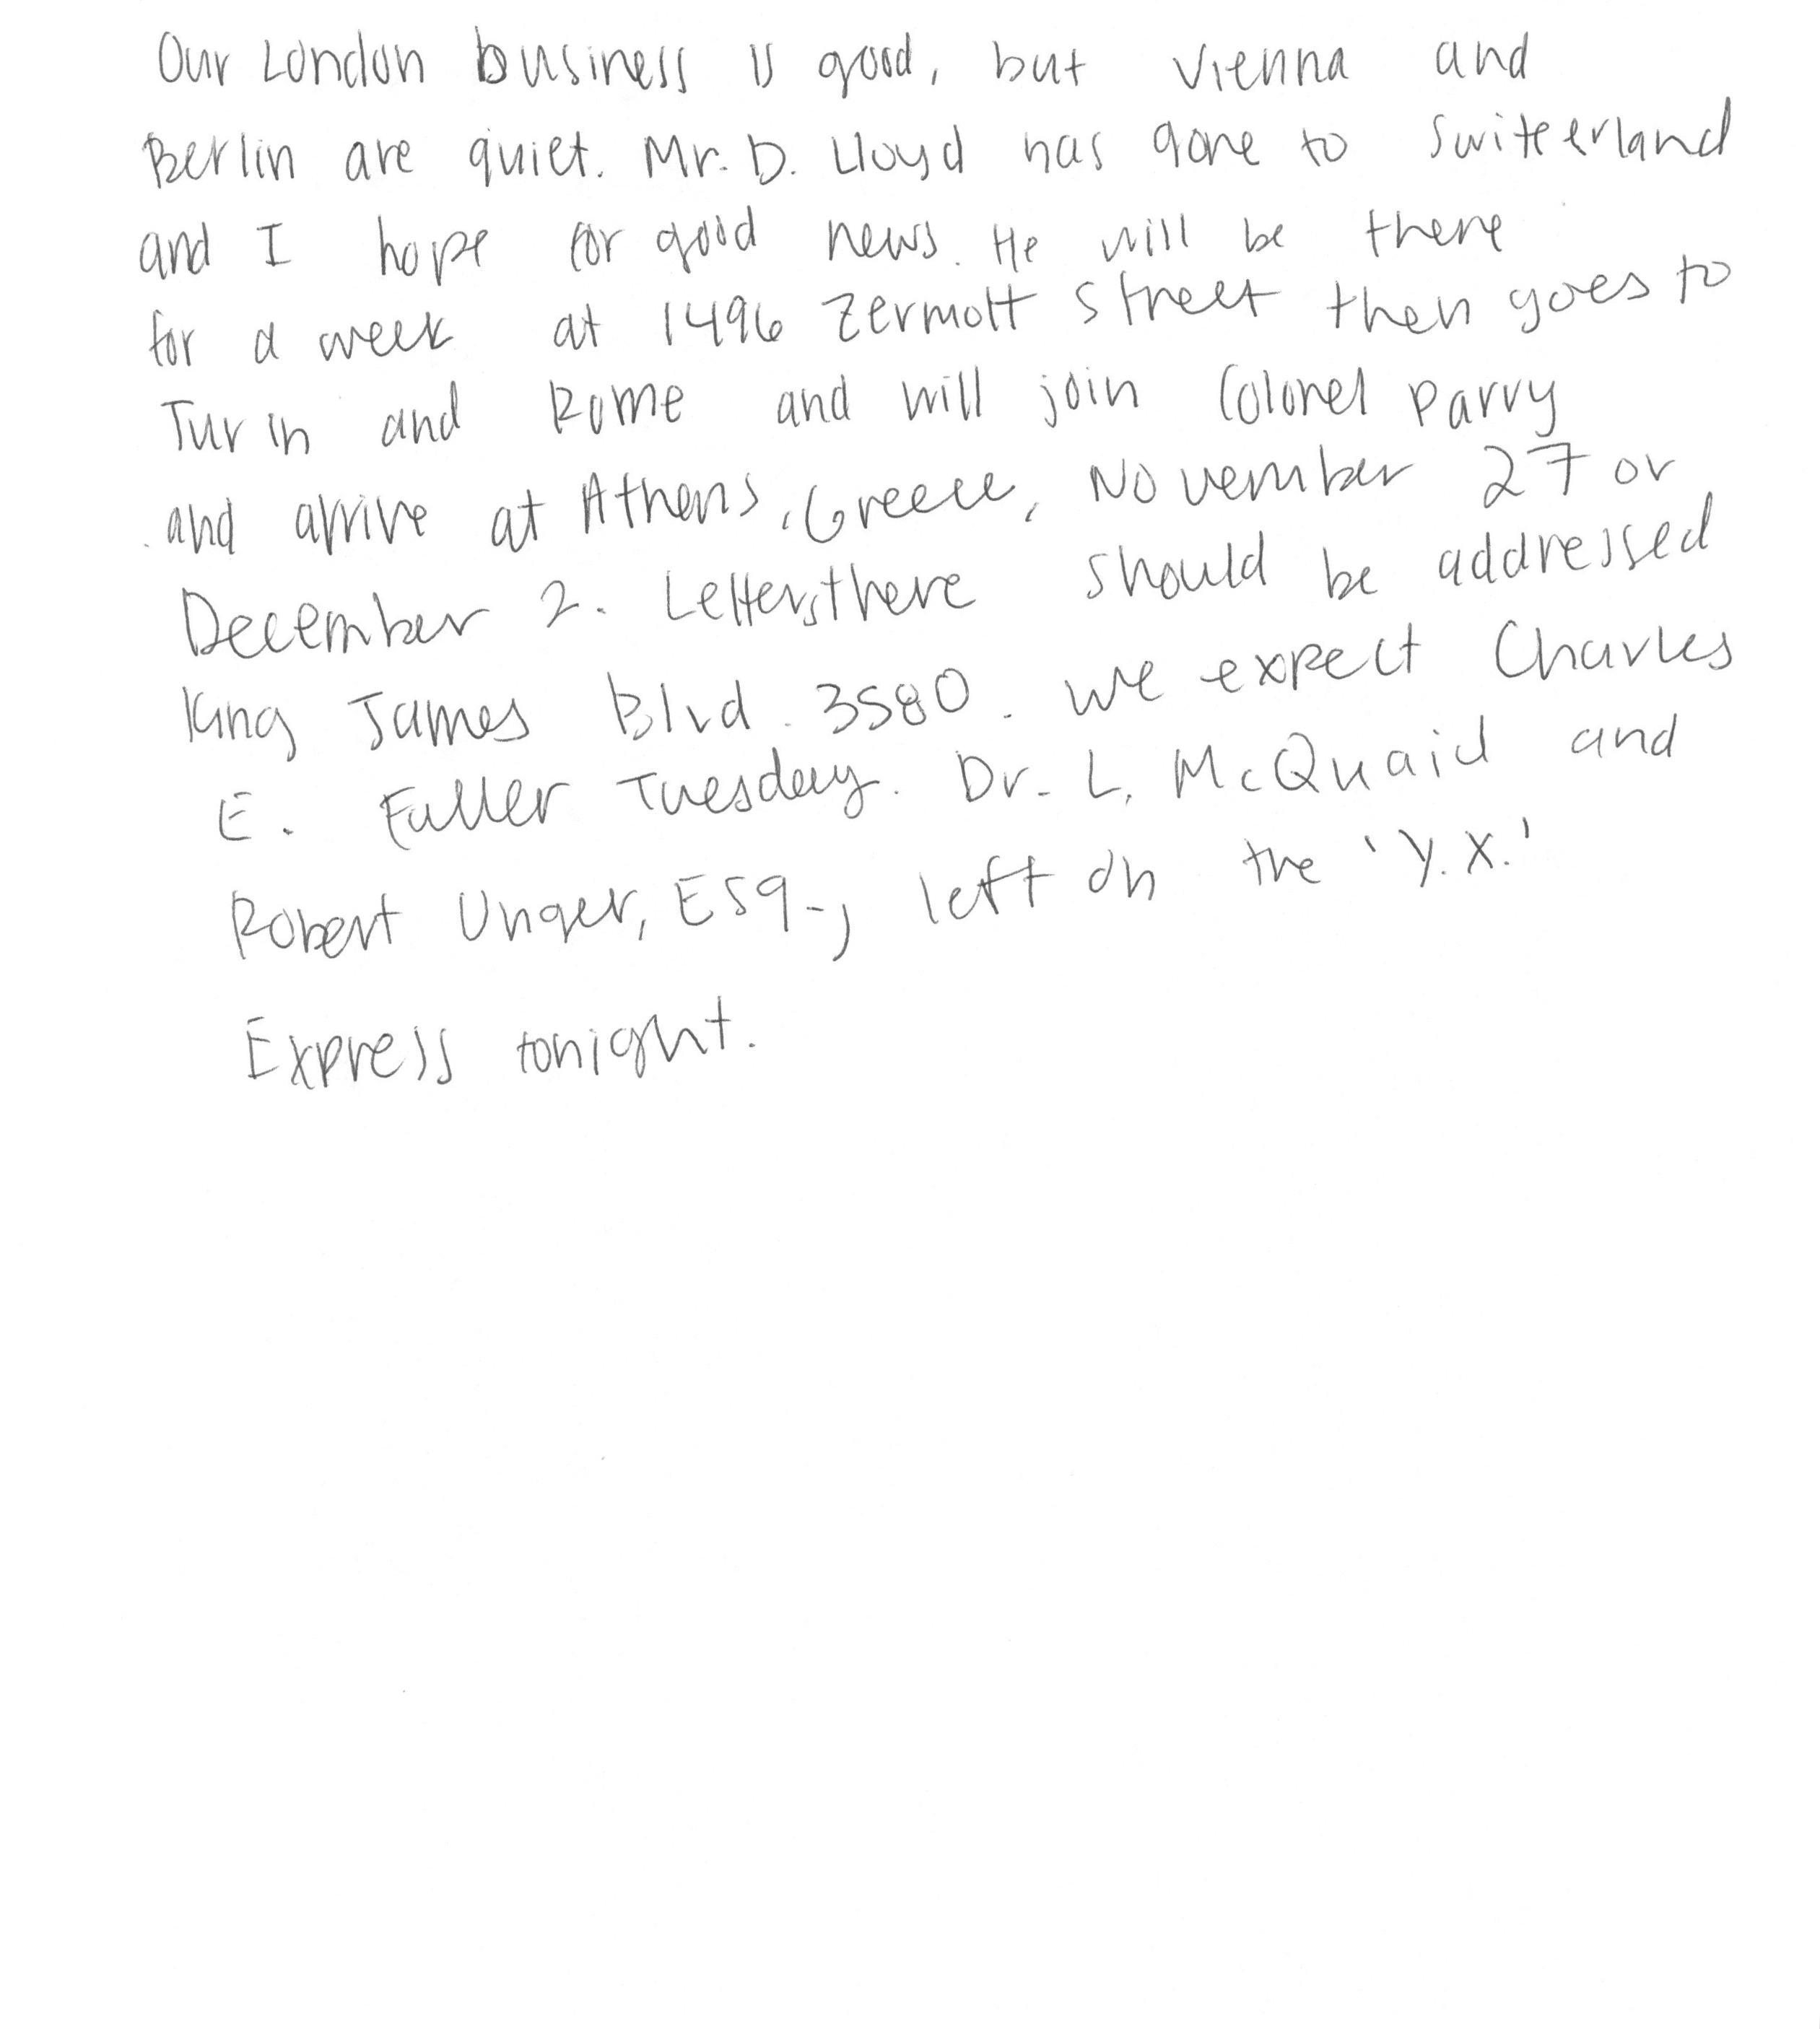 Our London business is good, but Vienna and
Berlin are quiet. Mr. D. Lloyd has gone to Switzerland
and I hope for good news. He will be there
for a week at 1496 Zermott Street then goes to
Turin and Rome and will join Colonel Parry
and arrive at Athens, Greece, November 27 or
December 2. Letters there should be addressed
King James Blvd. 3580. We expect Charles
E. Fuller Tuesday. Dr. L. McQuaid and
Robert Unger, Esq., left on the 'Y.X.'
Express tonight.